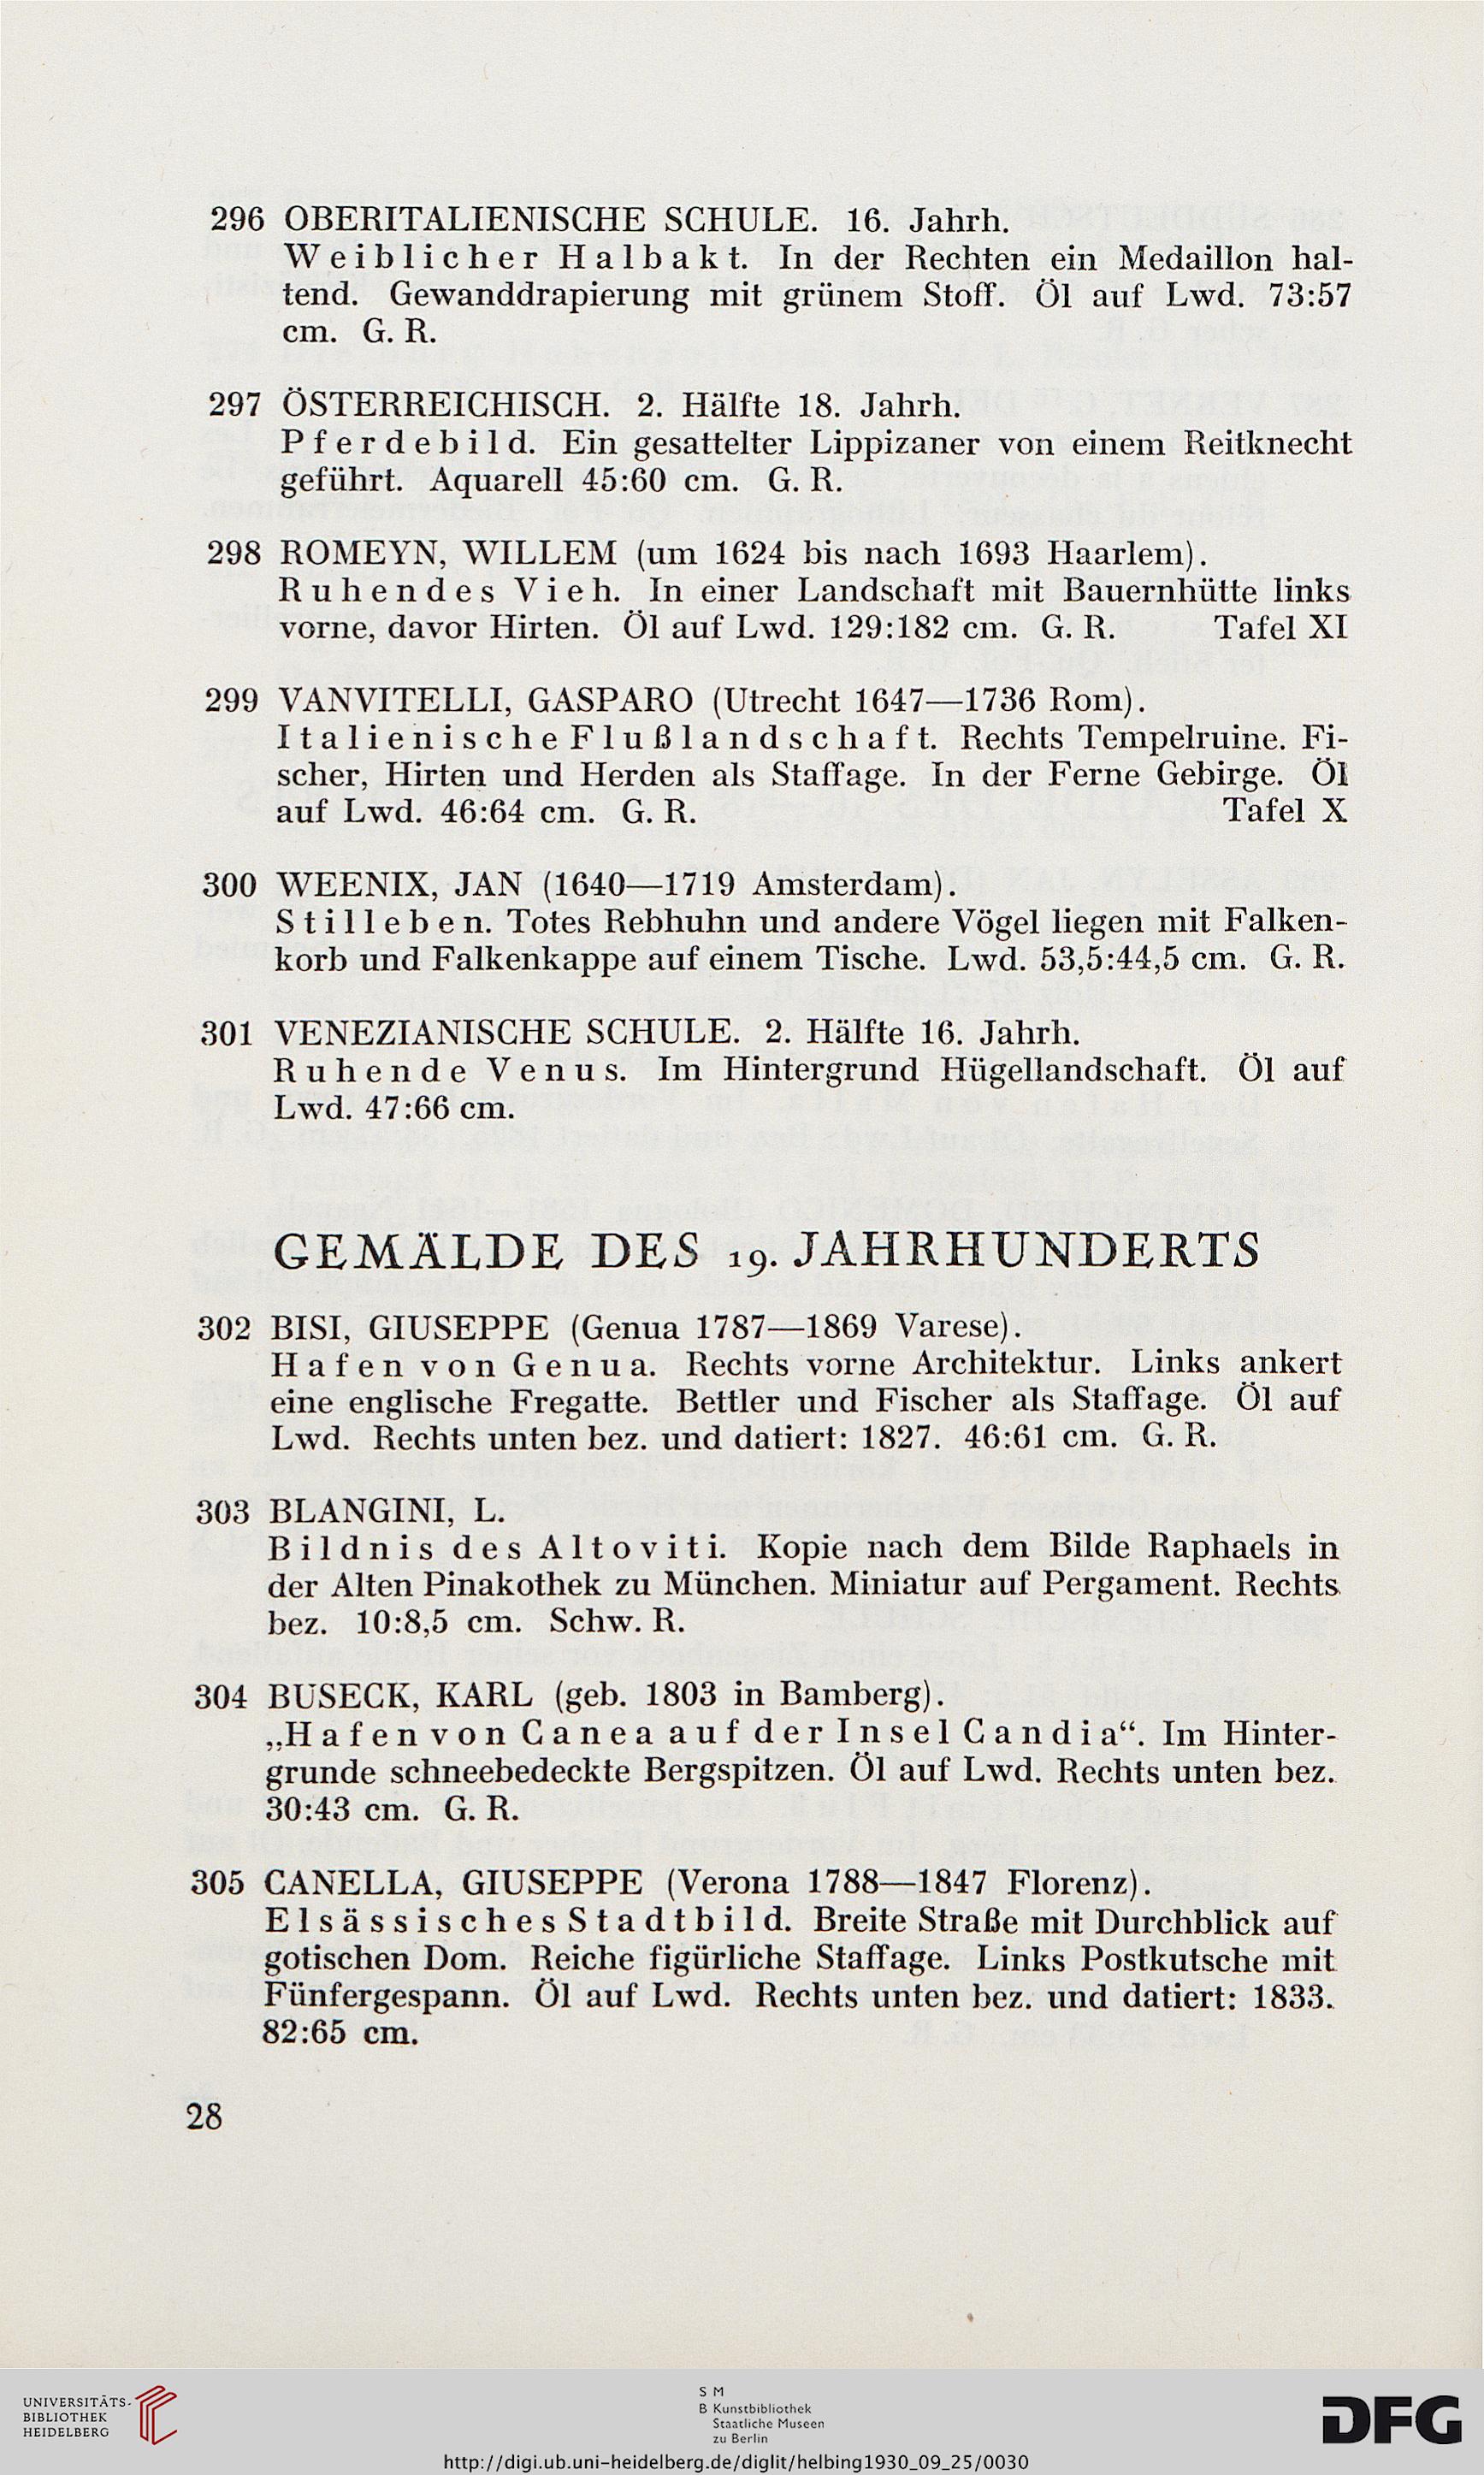 296 OBERITALIENISCHE SCHULE. 16. Jahrh.
Weiblicher Halbakt. In der Rechten ein Medaillon hal-
tend. Gewanddrapierung mit grünem Stoff. Öl auf Lwd. 73:57
cm. G. R.
297 ÖSTERREICHISCH. 2. Hälfte 18. Jahrh.
Pferdebild. Ein gesattelter Lippizaner von einem Reitknecht
geführt. Aquarell 45:60 cm. G. R.
298 ROMEYN, WILLEM (um 1624 bis nach 1693 Haarlem).
Ruhendes Vieh. In einer Landschaft mit Bauernhütte links
vorne, davor Hirten. Öl auf Lwd. 129:182 cm. G. R. Tafel XI
299 VANVITELLI, GASPARO (Utrecht 1647—1736 Rom).
Italienische Flußlandschaft. Rechts Tempelruine. Fi-
scher, Hirten und Herden als Staffage. In der Ferne Gebirge. Öl
auf Lwd. 46:64 cm. G. R. Tafel X
300 WEENIX, JAN (1640—1719 Amsterdam).
Stilleben. Totes Rebhuhn und andere Vögel liegen mit Falken-
korb und Falkenkappe auf einem Tische. Lwd. 53,5:44,5 cm. G. R.
301 VENEZIANISCHE SCHULE. 2. Hälfte 16. Jahrh.
Ruhende Venus. Im Hintergrund Hügellandschaft. Öl auf
Lwd. 47:66 cm.
GEMÄLDE DES 19. JAHRHUNDERTS
302 BISI, GIUSEPPE (Genua 1787—1869 Varese).
Hafen von Genua. Rechts vorne Architektur. Links ankert
eine englische Fregatte. Bettler und Fischer als Staffage. Öl auf
Lwd. Rechts unten bez. und datiert: 1827. 46:61 cm. G. R.
303 BLANGINI, L.
Bildnis des Altoviti. Kopie nach dem Bilde Raphaels in
der Alten Pinakothek zu München. Miniatur auf Pergament. Rechts
bez. 10:8,5 cm. Schw. R.
304 BUSECK, KARL (geb. 1803 in Bamberg).
„Hafen von Canea auf der Insel Candia“. Im Hinter-
grunde schneebedeckte Bergspitzen. Öl auf Lwd. Rechts unten bez.
30:43 cm. G. R.
305 CANELLA, GIUSEPPE (Verona 1788—1847 Florenz).
Elsässisches Stadtbild. Breite Straße mit Durchblick auf
gotischen Dom. Reiche figürliche Staffage. Links Postkutsche mit
Fünfergespann. Öl auf Lwd. Rechts unten bez. und datiert: 1833.
82:65 cm.
28
UNIVERSITÄTS-
BIBLIOTHEK
HEIDELBERG
S M
B Kunstbibliothek
Staatliche Museen
zu Berlin
http://digi.ub.uni-heidelberg.de/diglit/helbing1930_09_25/0030
DFG